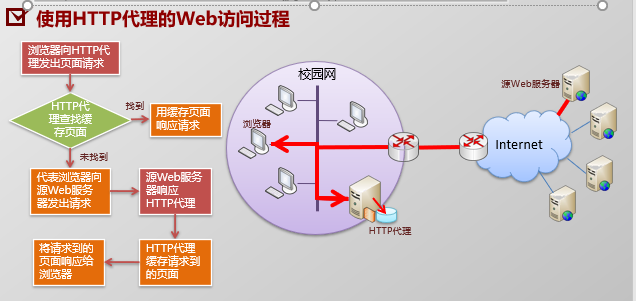 使用HTTP代理的Web访问过程
浏览器向HTTP代
理发出页面请求
HTTP代
理查找缓
存页面
找到
用缓存页面
响应请求
未找到
代表浏览器向
源Web服务
器发出请求
源Web服务
器响应
HTTP代理
将请求到的
页面响应给
浏览器
HTTP代理
缓存请求到
的页面
校园网
浏览器
HTTP代理
源Web服务器
Internet